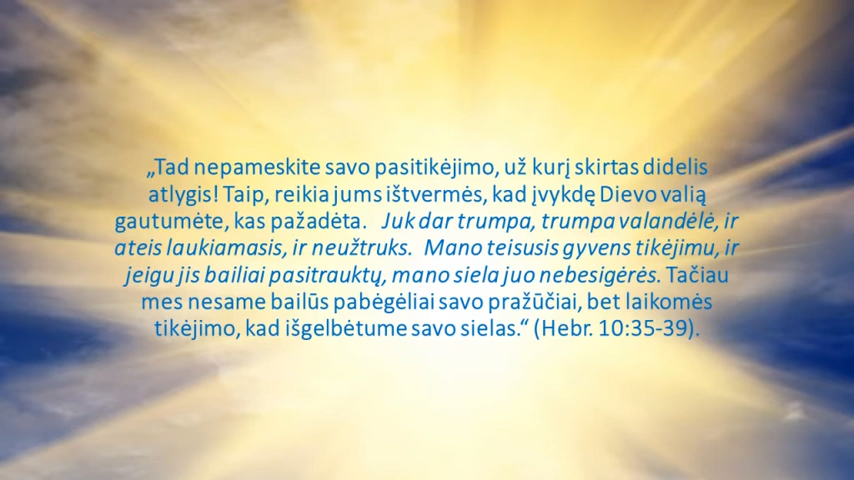 „Tad nepameskite savo pasitikėjimo, už kurį skirtas didelis
atlygis! Taip, reikia jums ištvermės, kad įvykdę Dievo valią
gautumėte, kas pažadėta. Juk dar trumpa, trumpa valandėlė, ir
ateis laukiamasis, ir neužtruks. Mano teisusis gyvens tikėjimu, ir
jeigu jis bailiai pasitrauktų, mano siela juo nebesigėrės. Tačiau
mes nesame bailūs pabėgėliai savo pražūčiai, bet laikomės
tikėjimo, kad išgelbėtume savo sielas.“ (Hebr. 10:35-39).